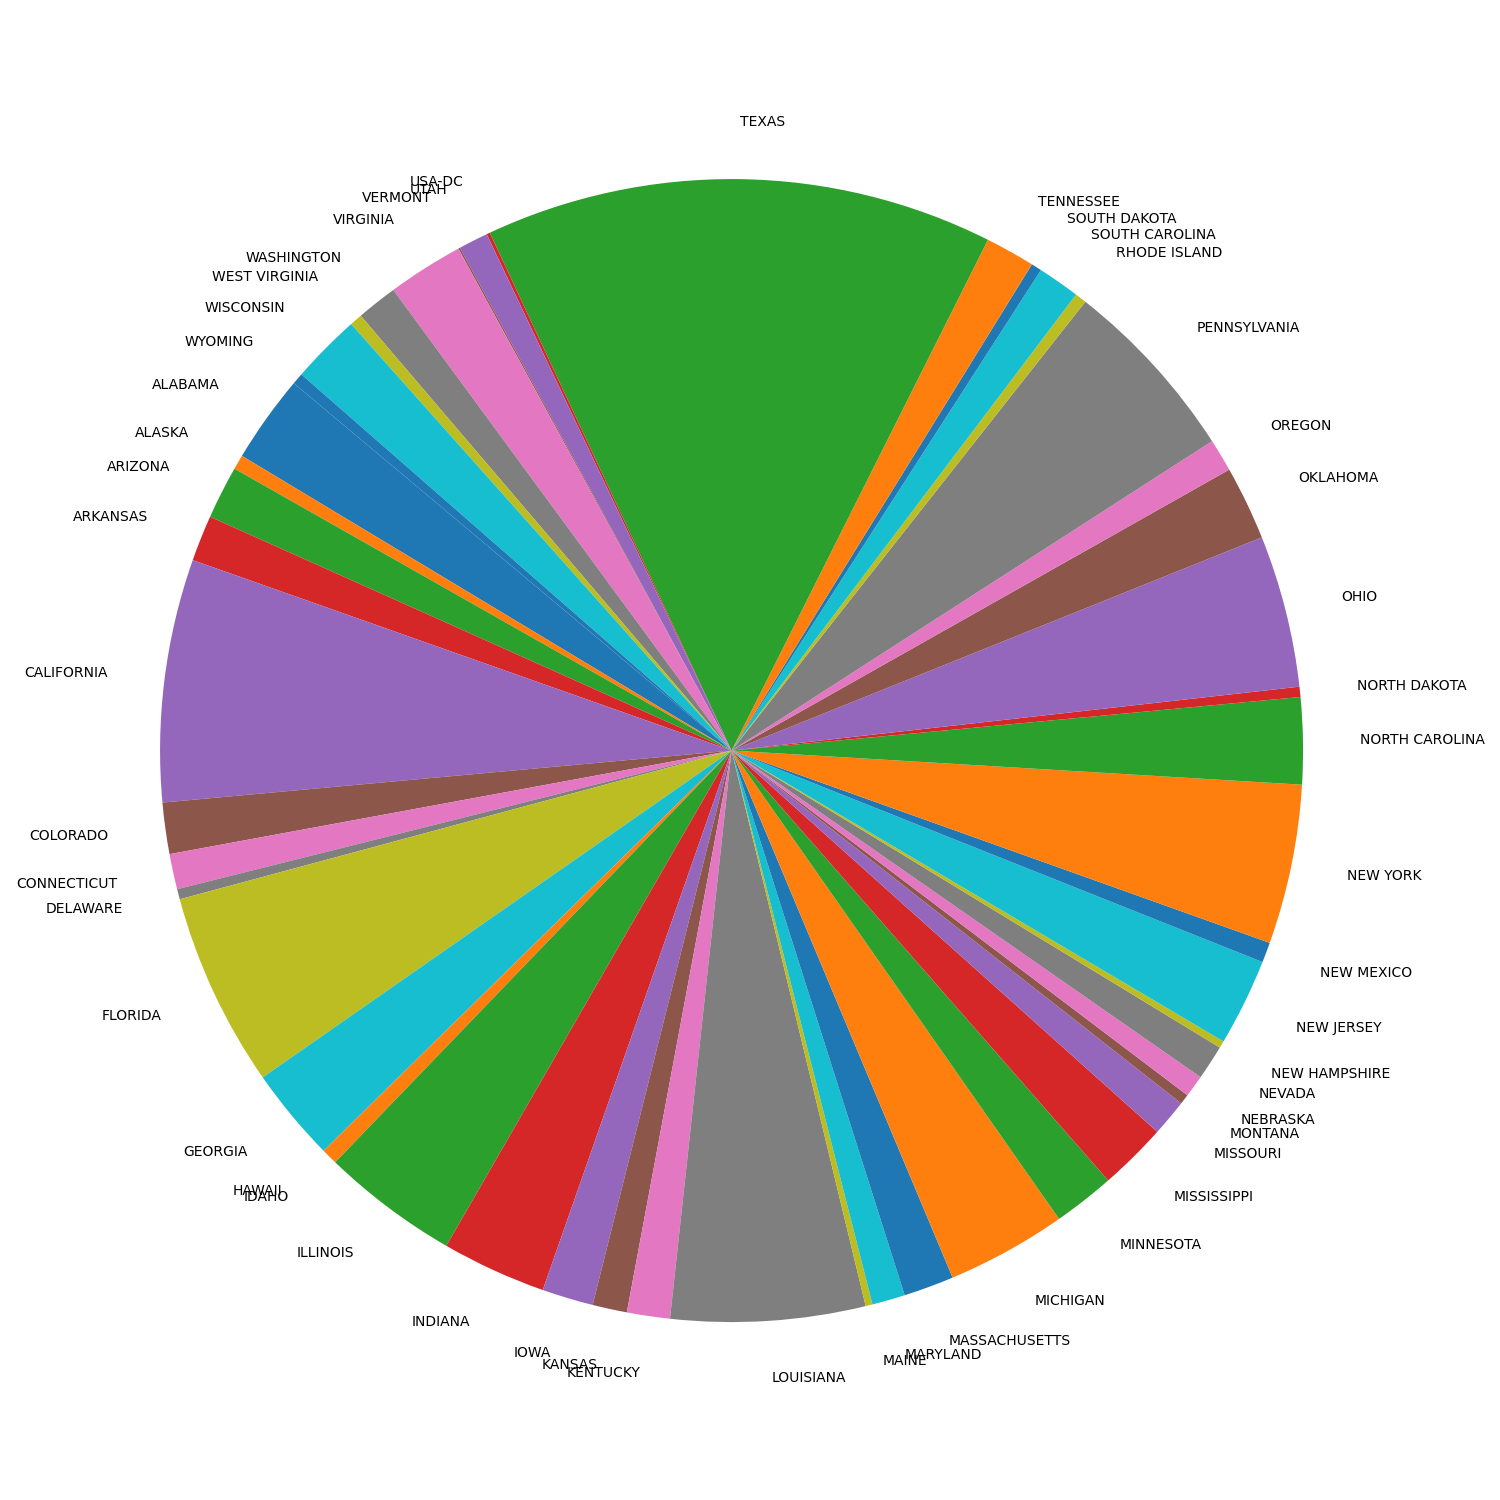 TEXAS
USA-DC
UTAH
VERMONT
VIRGINIA
WASHINGTON
WEST VIRGINIA
WISCONSIN
WYOMING
ALABAMA
ALASKA
ARIZONA
ARKANSAS
CALIFORNIA
COLORADO
CONNECTICUT
DELAWARE
FLORIDA
GEORGIA
HAWAII
IDAHO
ILLINOIS
INDIANA
IOWA
KANSAS
KENTUCKY
LOUISIANA
MAINE
MARYLAND
MASSACHUSETTS
MICHIGAN
MINNESOTA
MISSISSIPPI
MISSOURI
MONTANA
NEBRASKA
NEVADA
NEW HAMPSHIRE
NEW JERSEY
NEW MEXICO
NEW YORK
NORTH CAROLINA
NORTH DAKOTA
OHIO
OKLAHOMA
OREGON
PENNSYLVANIA
RHODE ISLAND
SOUTH CAROLINA
SOUTH DAKOTA
TENNESSEE